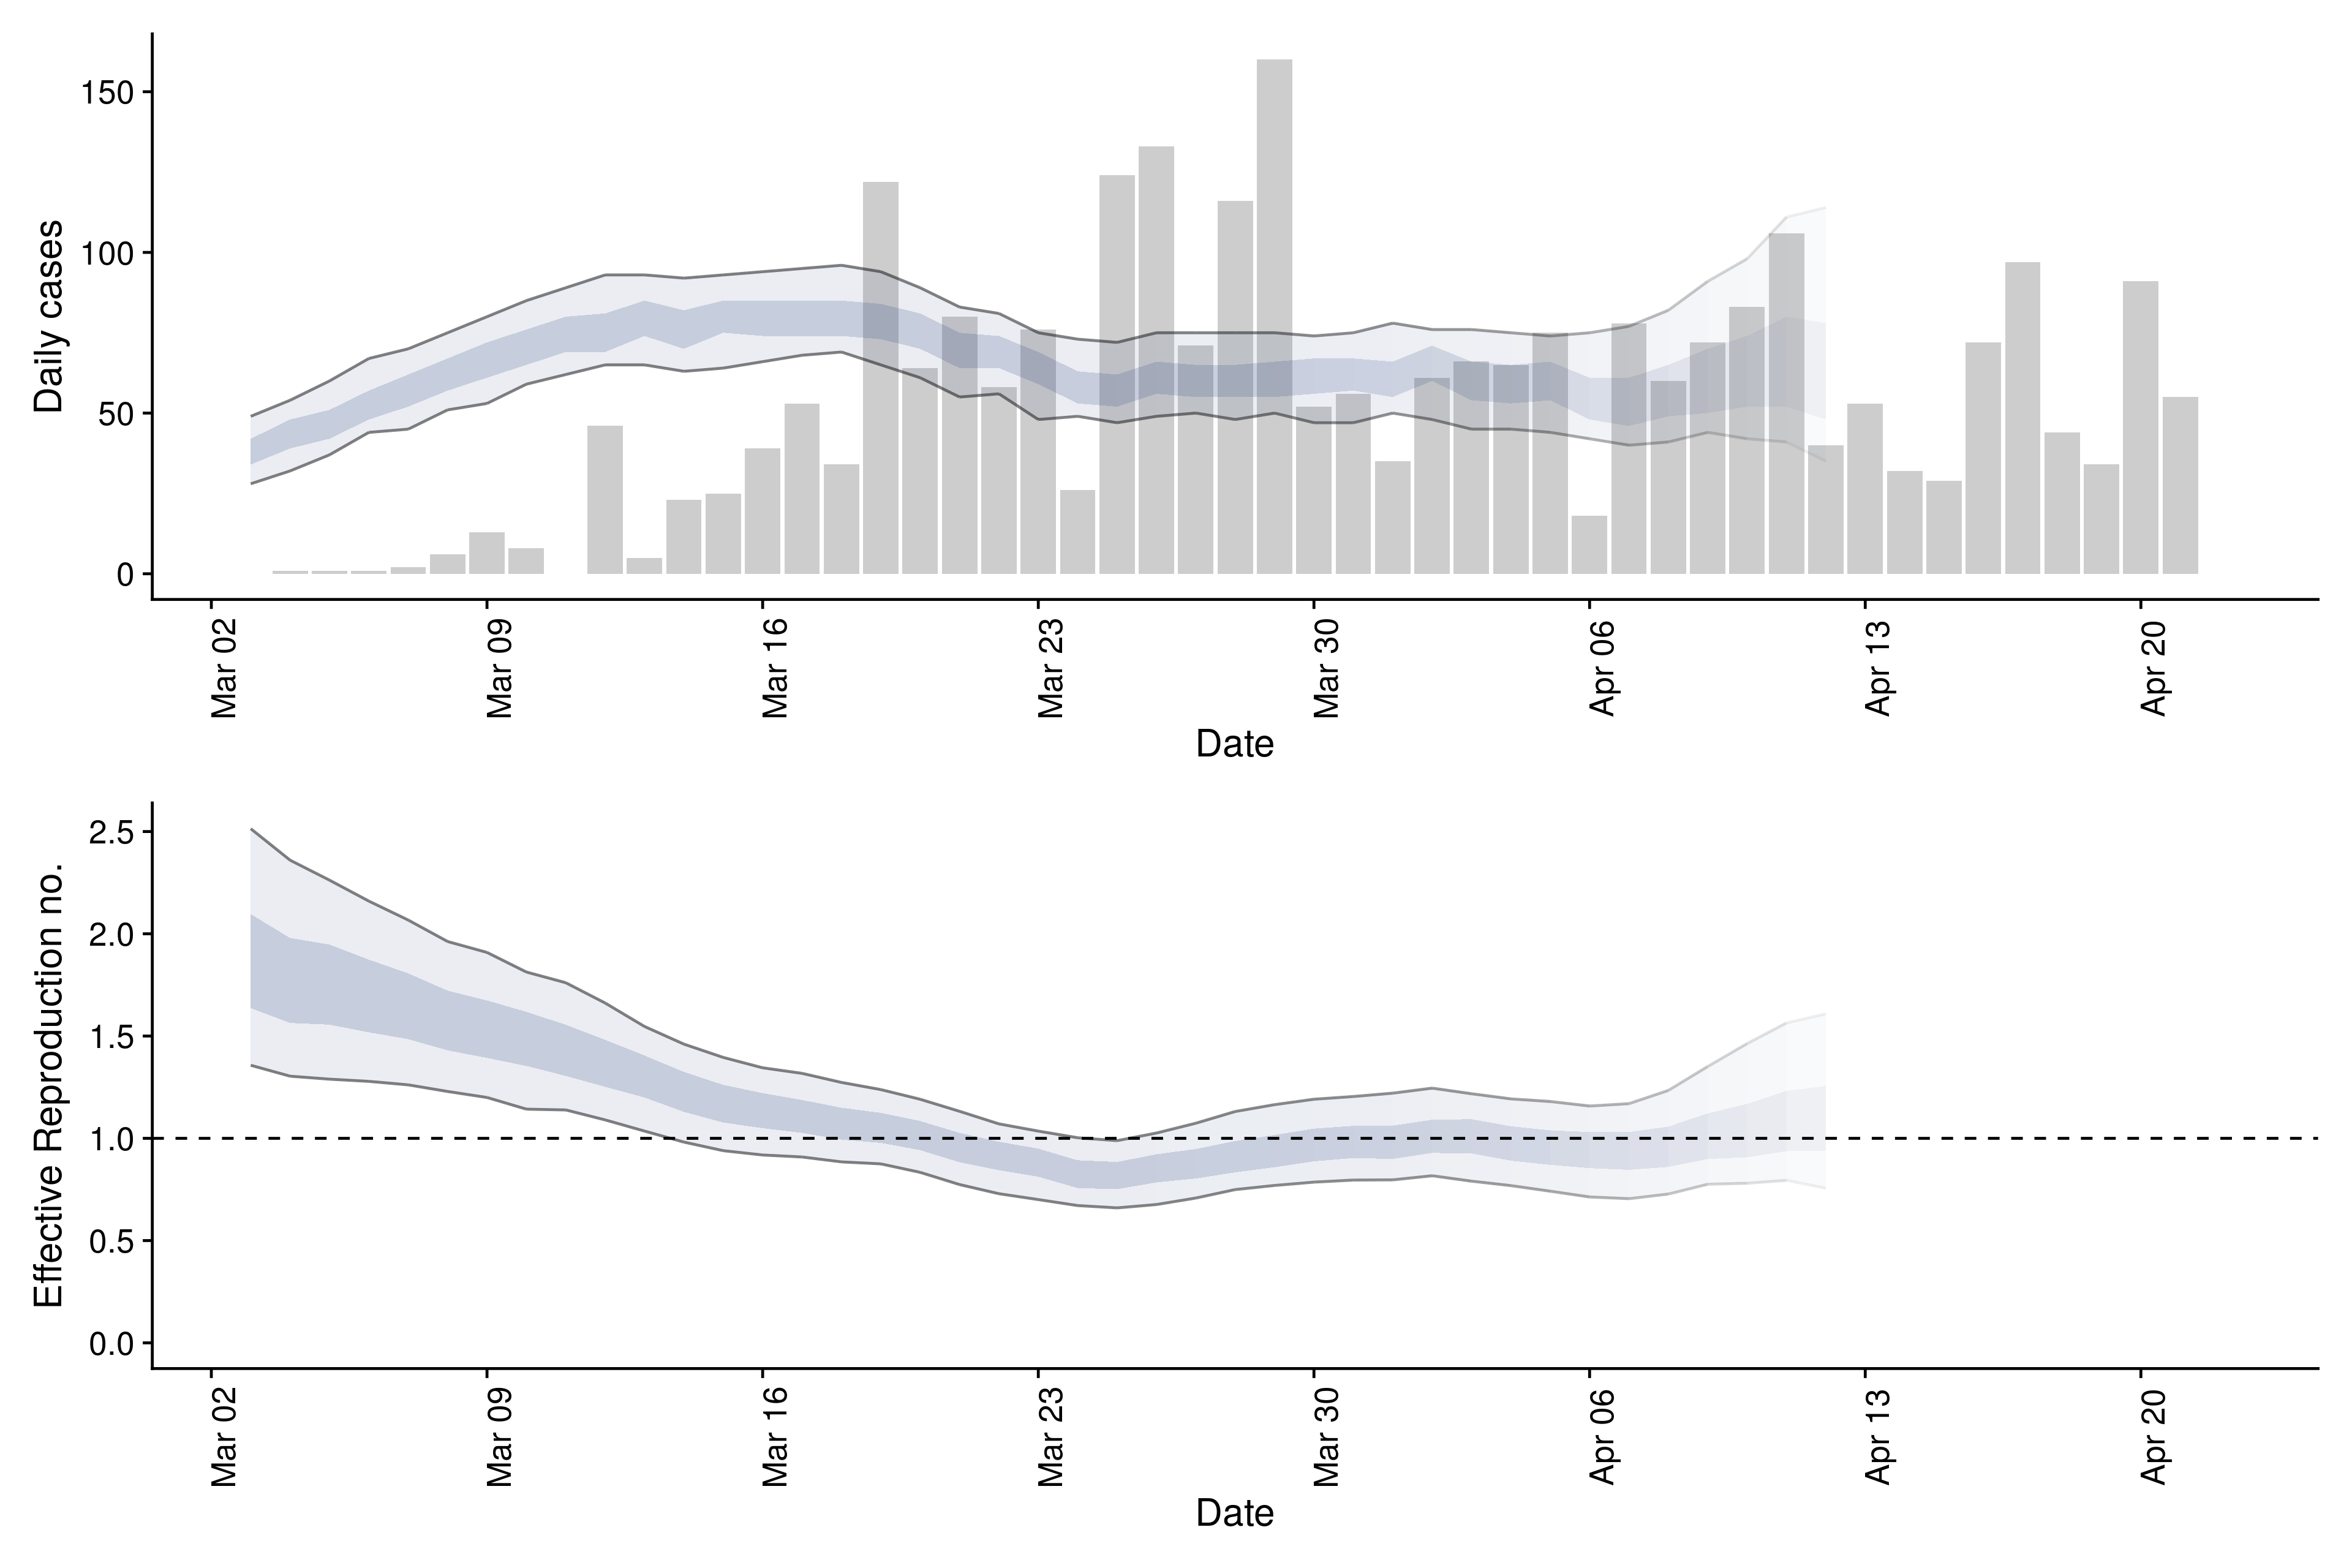 Daily cases
150
100
50
0
Mar 02
Mar 09
Mar 16
Mar 23
Mar 30
Apr 06
Apr 13
Apr 20
Date
Effective Reproduction no.
2.5
2.0
1.5
1.0
0.5
0.0
Mar 02
Mar 09
Mar 16
Mar 23
Mar 30
Apr 06
Apr 13
Apr 20
Date